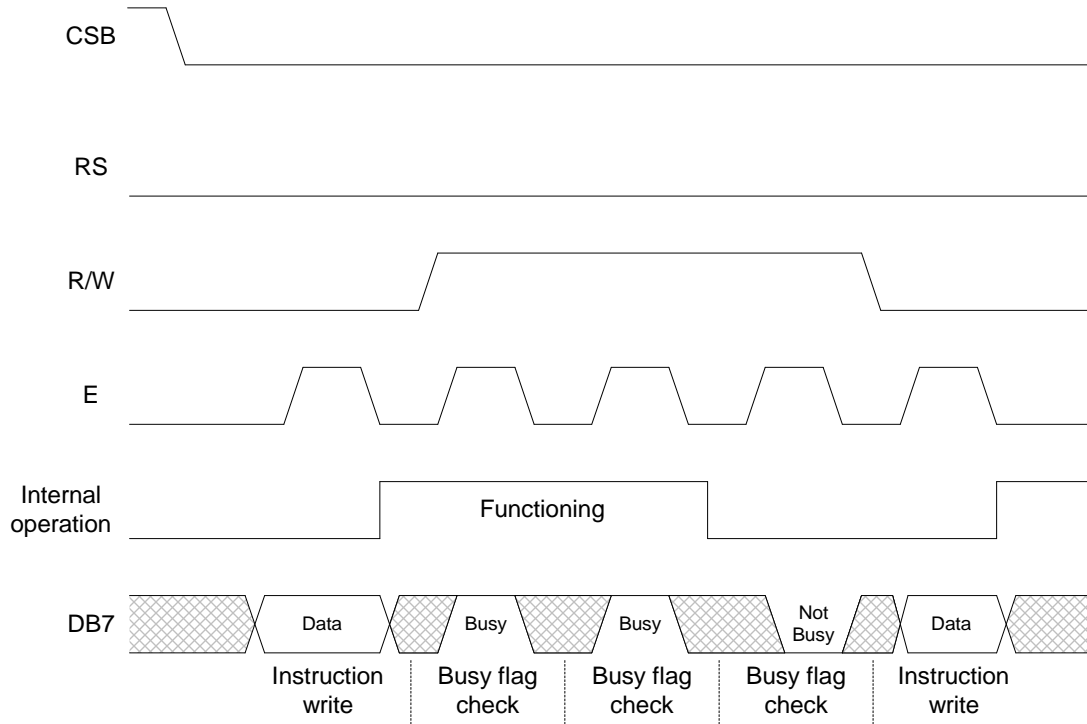 CSB
RS
R/W
E
Internal
operation
Functioning
DB7
Data
Busy
Busy
Not
Busy
Data
Instruction
write
Busy flag
check
Busy flag
check
Busy flag
check
Instruction
write